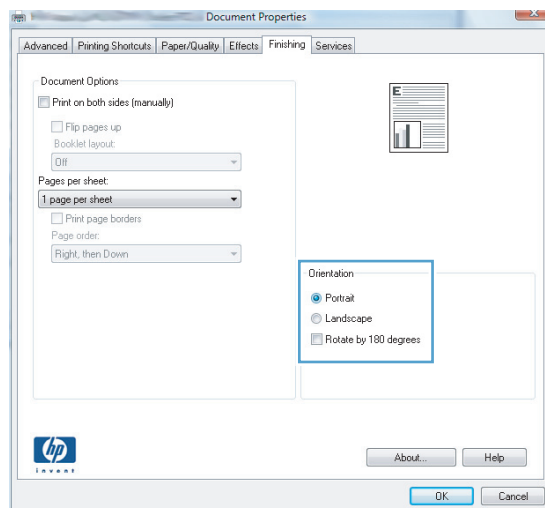 Document Properties
Advanced Printing Shortcuts Paper/Quality Effects Finishing Services
Document Options
Print on both sides (manually)
Flip pages up
Booklet layout:
Off
Pages per sheet:
1 page per sheet
Print page borders
Page order:
Right, then Down
E
Orientation
Portrait
Landscape
Rotate by 180 degrees
hp
invent
About... Help
OK Cancel